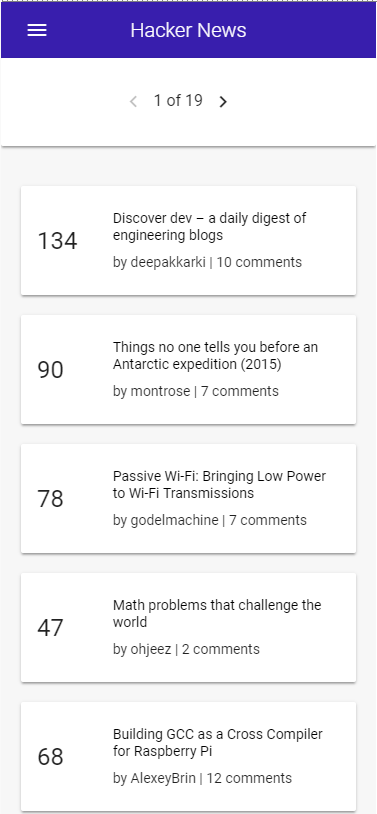 Hacker News
1 of 19
134
Discover dev – a daily digest of
engineering blogs
by deepakkarki | 10 comments
90
Things no one tells you before an
Antarctic expedition (2015)
by montrose | 7 comments
78
Passive Wi-Fi: Bringing Low Power
to Wi-Fi Transmissions
by godelmachine | 7 comments
47
Math problems that challenge the
world
by ohjeez | 2 comments
68
Building GCC as a Cross Compiler
for Raspberry Pi
by AlexeyBrin | 12 comments